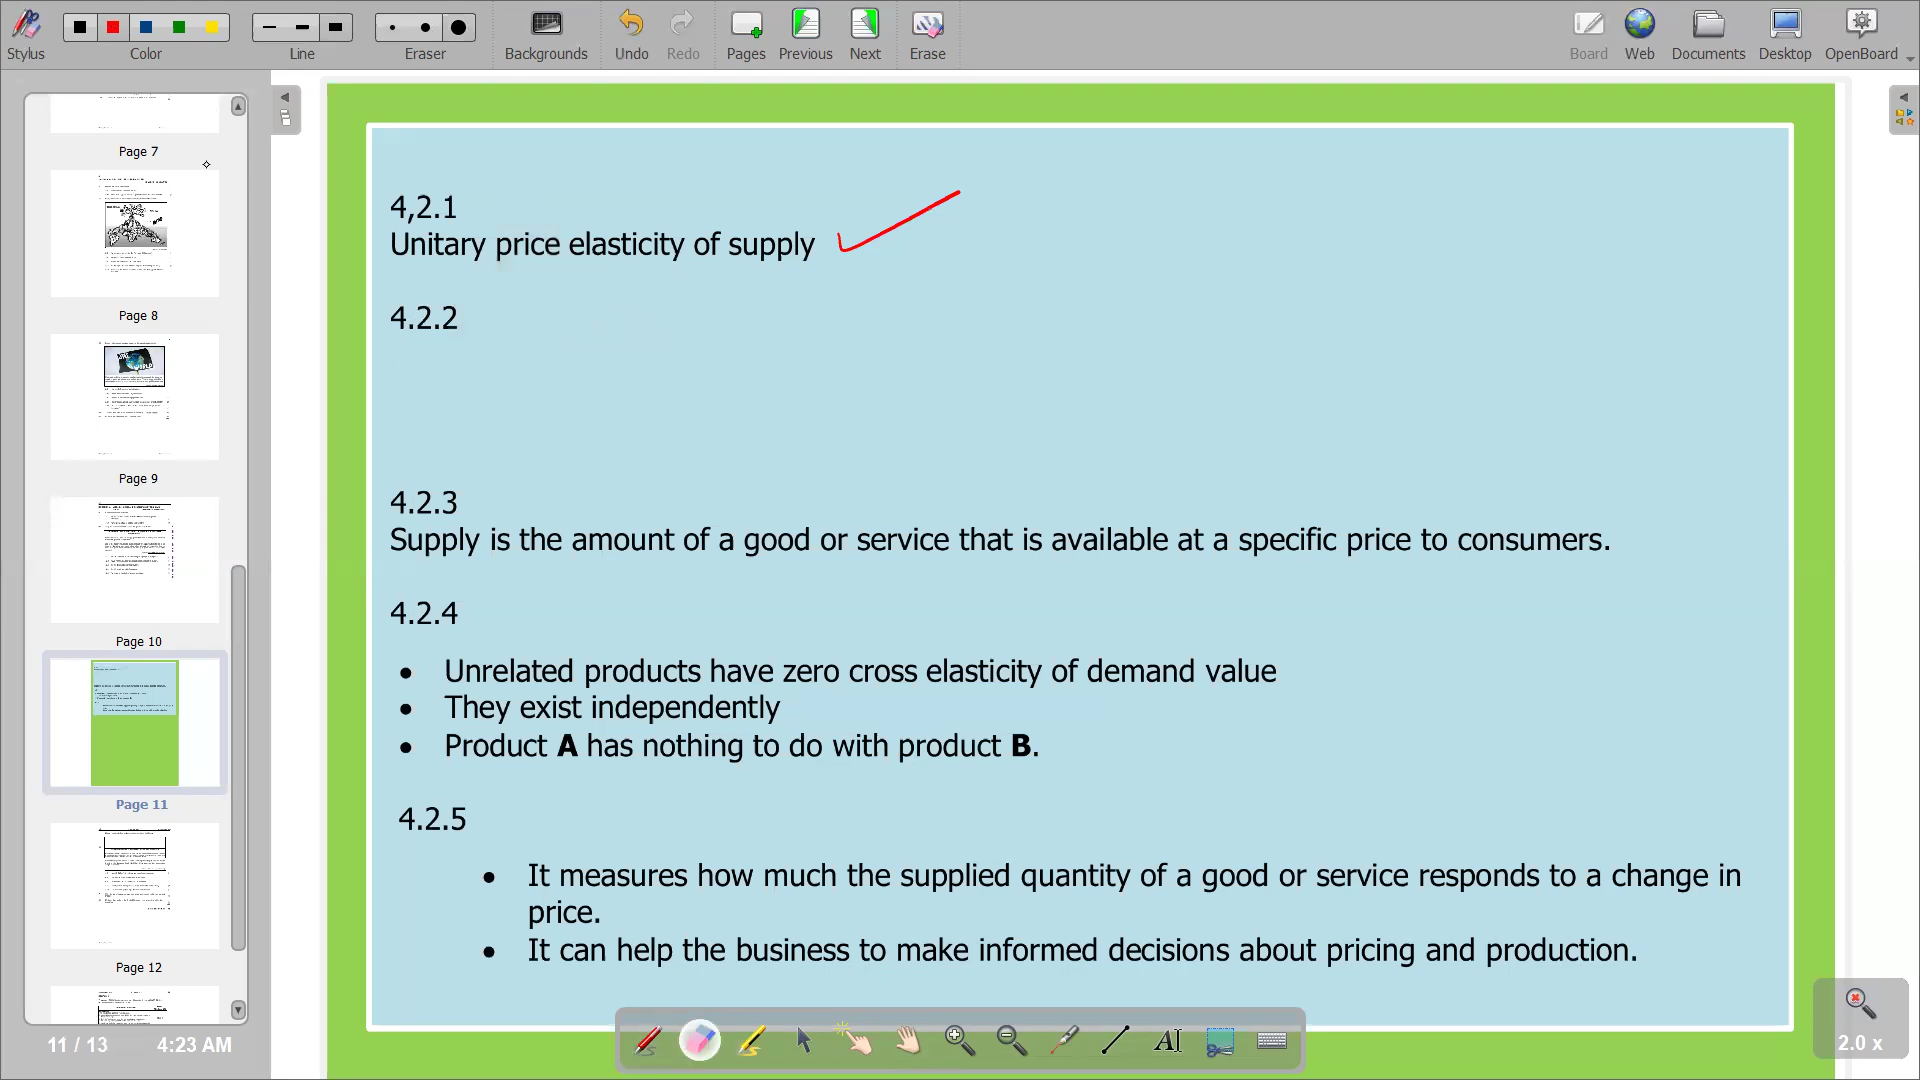 Stylus
Color
Line
Eraser
Backgrounds
Undo
Redo
Pages
Previous
Next
Erase
Board
Web
Documents
Desktop
OpenBoard
Page 7
Page 8
Page 9
Page 10
Page 11
Page 12
11 / 13
4:23 AM
4,2.1
Unitary price elasticity of supply
4.2.2
4.2.3
Supply is the amount of a good or service that is available at a specific price to consumers.
4.2.4
• Unrelated products have zero cross elasticity of demand value
• They exist independently
• Product A has nothing to do with product B.
4.2.5
• It measures how much the supplied quantity of a good or service responds to a change in
price.
• It can help the business to make informed decisions about pricing and production.
2.0 x